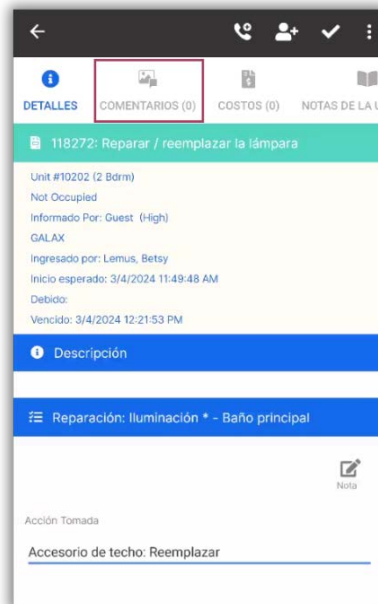 DETALLES
COMENTARIOS (0)
COSTOS (0)
NOTAS DE LA U
118272: Reparar / reemplazar la lámpara
Unit #10202 (2 Bdrm)
Not Occupied
Informado Por: Guest (High)
GALAX
Ingresado por: Lemus, Betsy
Inicio esperado: 3/4/2024 11:49:48 AM
Debido:
Vencido: 3/4/2024 12:21:53 PM
Descripción
Reparación: Iluminación * - Baño principal
Nota
Acción Tomada
Accesorio de techo: Reemplazar